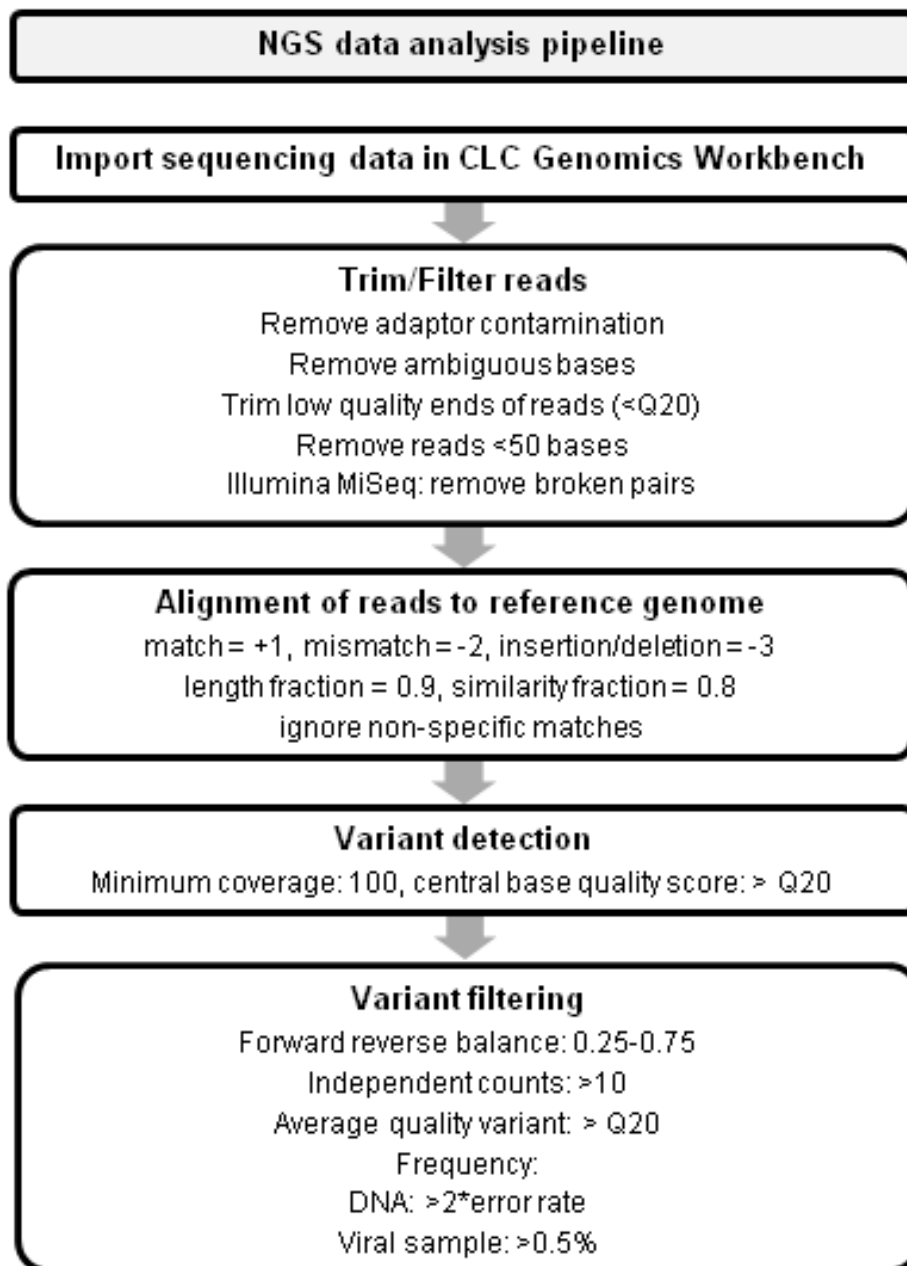 NGS data analysis pipeline
Import sequencing data in CLC Genomics Workbench
Trim/Filter reads
Remove adaptor contamination
Remove ambiguous bases
Trim low quality ends of reads (<Q20)
Remove reads <50 bases
Illumina MiSeq: remove broken pairs
Alignment of reads to reference genome
match = +1, mismatch = -2, insertion/deletion = -3
length fraction = 0.9, similarity fraction = 0.8
ignore non-specific matches
Variant detection
Minimum coverage: 100, central base quality score: > Q20
Variant filtering
Forward reverse balance: 0.25-0.75
Independent counts: >10
Average quality variant: > Q20
Frequency:
DNA: >2*error rate
Viral sample: >0.5%